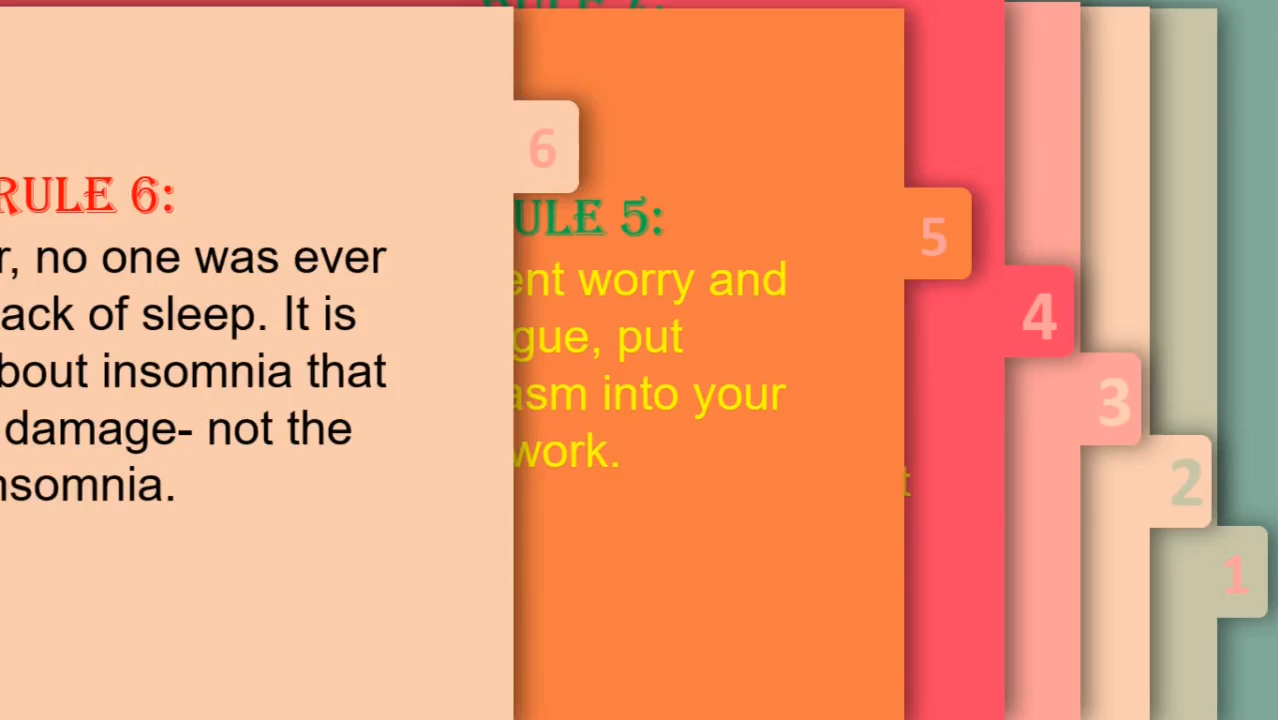 RULE 6:
r, no one was ever
ack of sleep. It is
bout insomnia that
damage- not the
nsomnia.
6
ULE 5:
ent worry and
gue, put
asm into your
work.
5
4
3
2
1
t